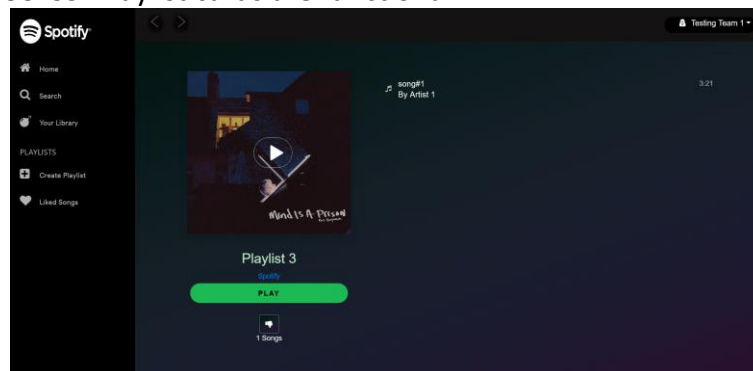 Spotify
Testing Team 1
Home
Search
Your Library
PLAYLISTS
Create Playlist
Liked Songs
song#1
By Artist 1
3:21
Mind Is A Prison
Playlist 3
Spotify
PLAY
1 Songs